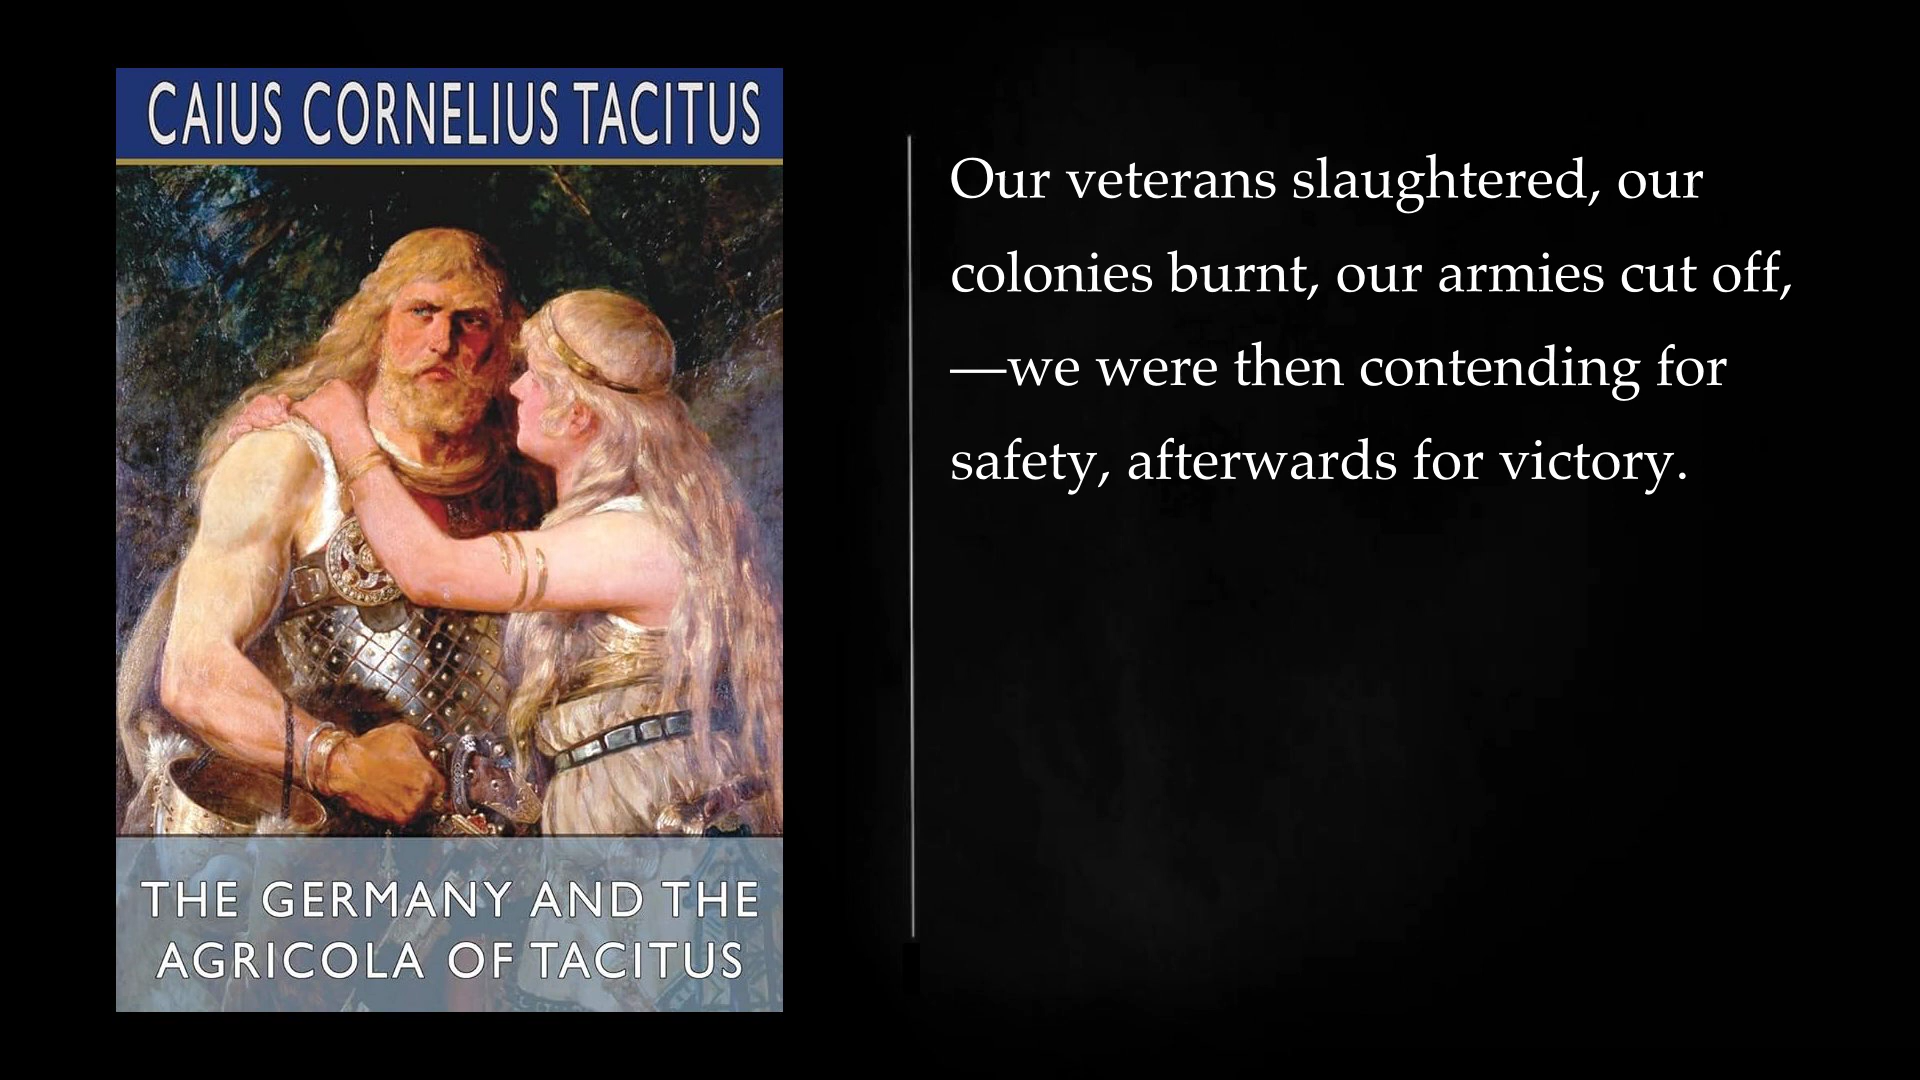 CAIUS CORNELIUS TACITUS
THE GERMANY AND THE
AGRICOLA OF TACITUS
Our veterans slaughtered, our
colonies burnt, our armies cut off,
—we were then contending for
safety, afterwards for victory.